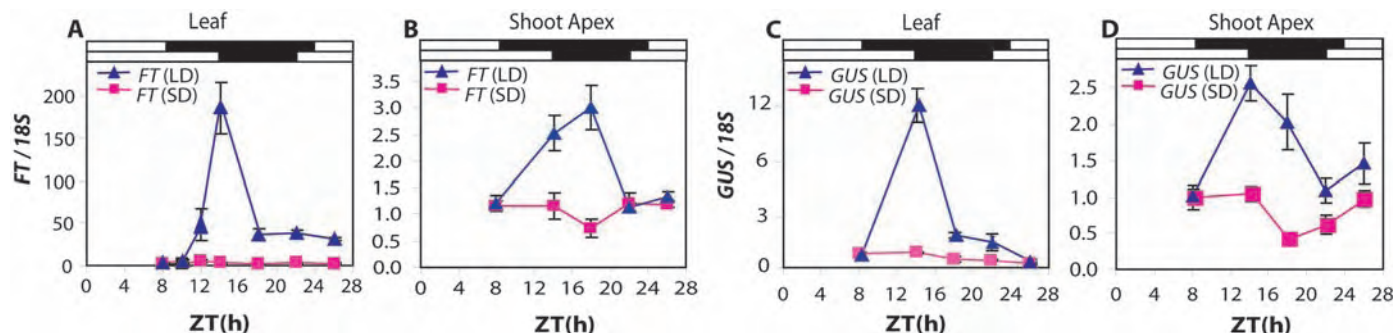 A Leaf
FT (LD)
FT (SD)
FT / 18S
200
150
100
50
0
0 4 8 12 16 20 24 28
ZT(h)
B Shoot Apex
FT (LD)
FT (SD)
3.5
3.0
2.5
2.0
1.5
1.0
0.5
0.0
0 4 8 12 16 20 24 28
ZT(h)
C Leaf
GUS (LD)
GUS (SD)
GUS / 18S
12
6
3
0
0 4 8 12 16 20 24 28
ZT(h)
D Shoot Apex
GUS (LD)
GUS (SD)
2.5
2.0
1.5
1.0
0.5
0.0
0 4 8 12 16 20 24 28
ZT(h)